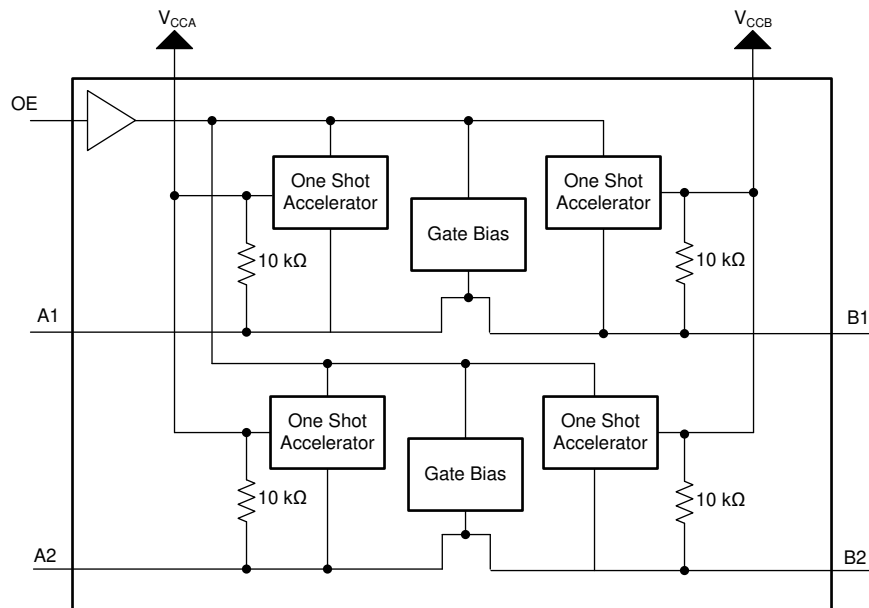 VCCA
VCCB
OE
One Shot
Accelerator
One Shot
Accelerator
Gate Bias
10 kΩ
10 kΩ
A1
B1
One Shot
Accelerator
One Shot
Accelerator
Gate Bias
10 kΩ
10 kΩ
A2
B2